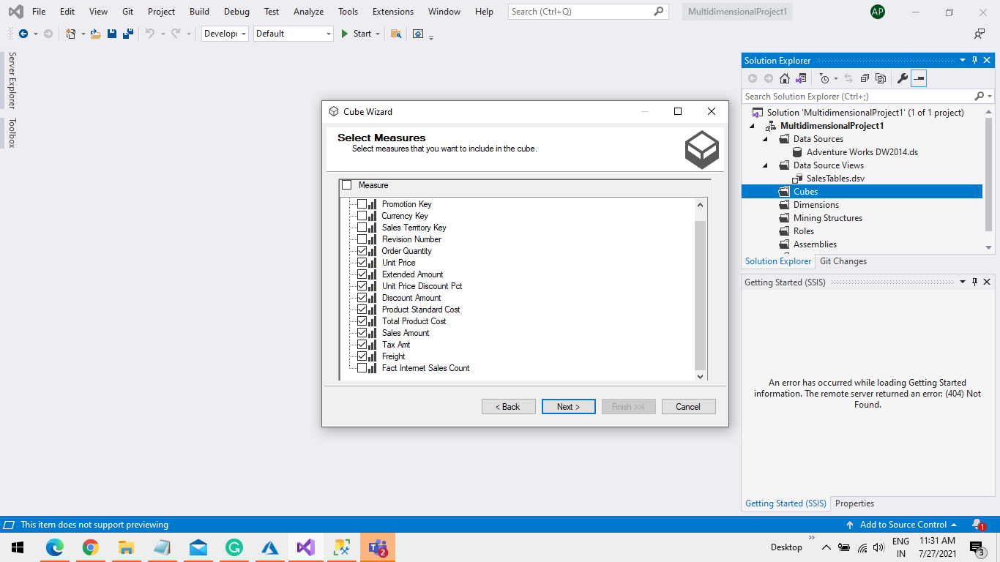 File Edit View Git Project Build Debug Test Analyze Tools Extensions Window Help Search (Ctrl+Q) MultidimensionalProject1 AP
Default Start
Server Explorer
Toolbox
Cube Wizard
Select Measures
Select measures that you want to include in the cube.
Measure
Promotion Key
Currency Key
Sales Territory Key
Revision Number
Order Quantity
Unit Price
Extended Amount
Unit Price Discount Pct
Discount Amount
Product Standard Cost
Total Product Cost
Sales Amount
Tax Amt
Freight
Fact Internet Sales Count
< Back Next > Finish >>| Cancel
Solution Explorer
Search Solution Explorer (Ctrl+;)
Solution 'MultidimensionalProject1' (1 of 1 project)
MultidimensionalProject1
Data Sources
Adventure Works DW2014.ds
Data Source Views
SalesTables.dsv
Cubes
Dimensions
Mining Structures
Roles
Assemblies
Solution Explorer Git Changes
Getting Started (SSIS)
An error has occurred while loading Getting Started
information. The remote server returned an error: (404) Not
Found.
Getting Started (SSIS) Properties
This item does not support previewing Add to Source Control 1
2 Desktop ENG 11:31 AM
IN 7/27/2021 3